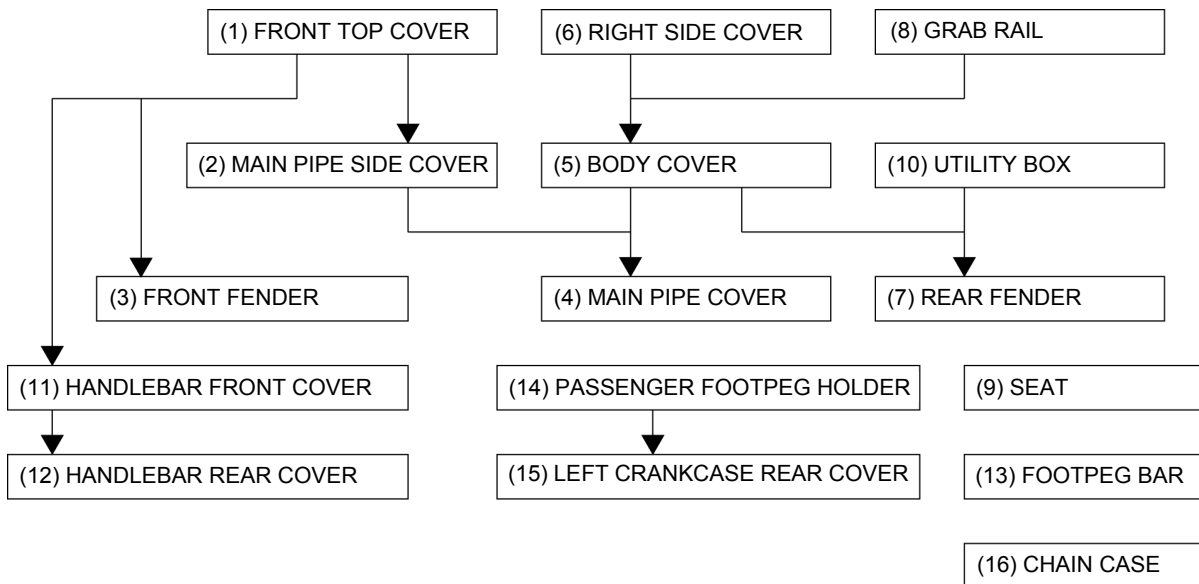 (1) FRONT TOP COVER
(6) RIGHT SIDE COVER
(8) GRAB RAIL
(2) MAIN PIPE SIDE COVER
(5) BODY COVER
(10) UTILITY BOX
(3) FRONT FENDER
(4) MAIN PIPE COVER
(7) REAR FENDER
(11) HANDLEBAR FRONT COVER
(14) PASSENGER FOOTPEG HOLDER
(9) SEAT
(12) HANDLEBAR REAR COVER
(15) LEFT CRANKCASE REAR COVER
(13) FOOTPEG BAR
(16) CHAIN CASE